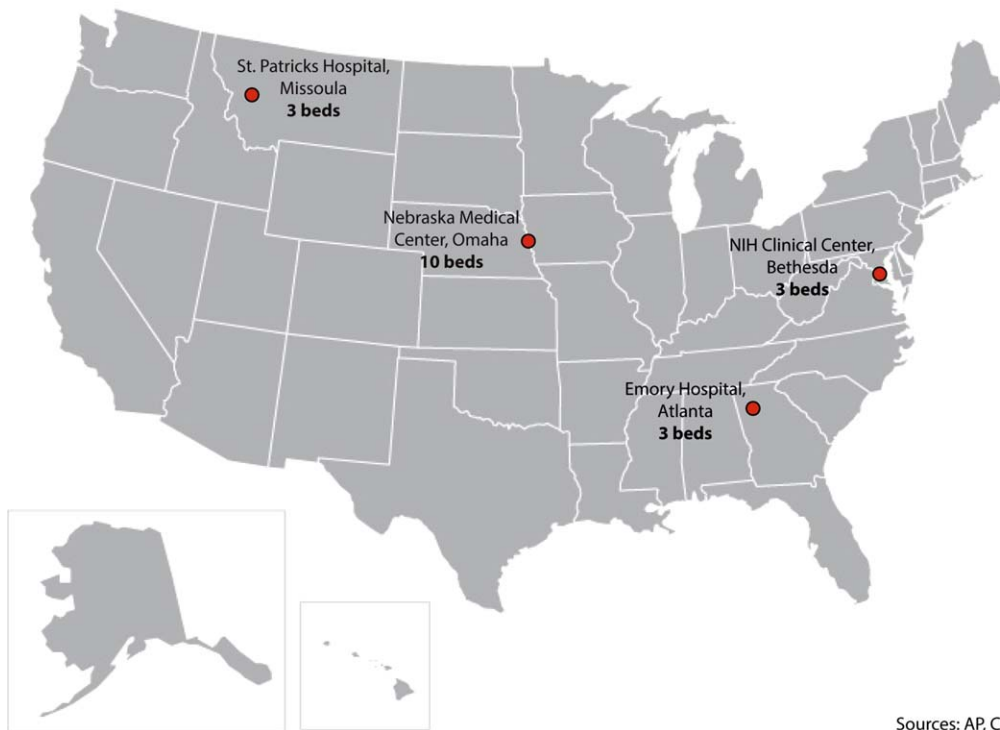 St. Patricks Hospital,
Missoula
3 beds
Nebraska Medical
Center, Omaha
10 beds
NIH Clinical Center,
Bethesda
3 beds
Emory Hospital,
Atlanta
3 beds
Sources: AP, C